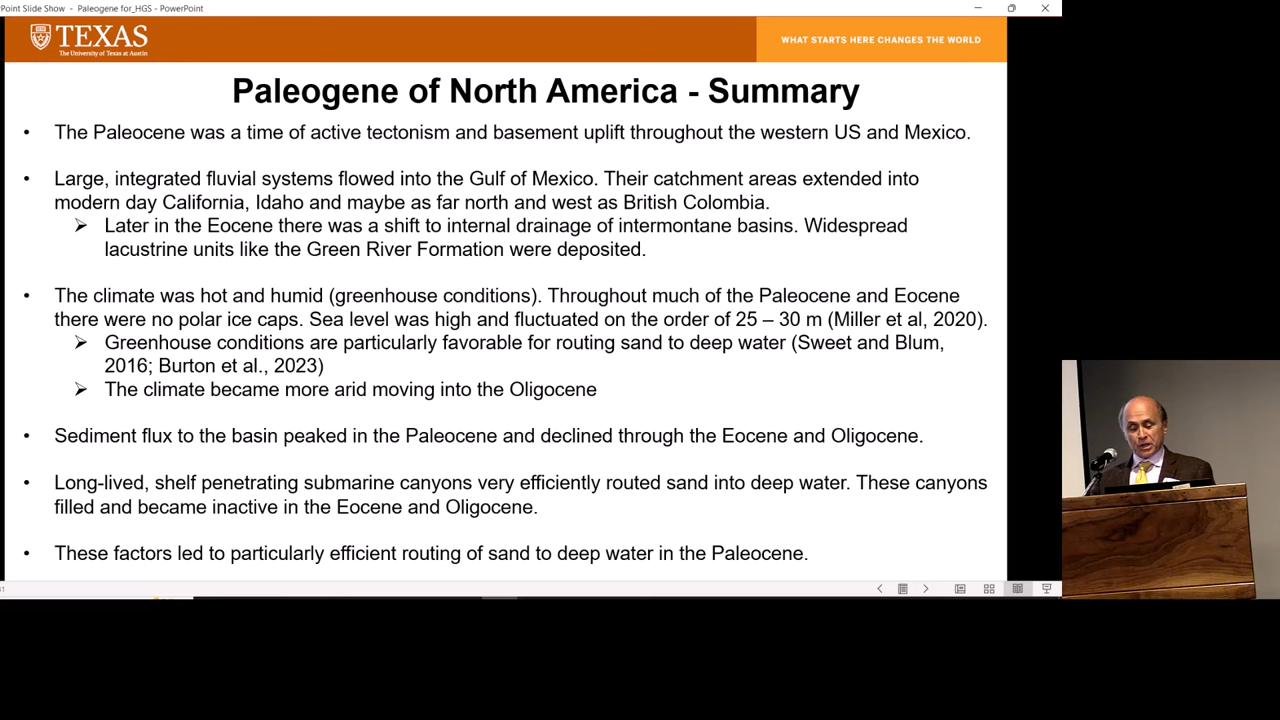 Point Slide Show - Paleogene for_HGS - PowerPoint
TEXAS
The University of Texas at Austin
WHAT STARTS HERE CHANGES THE WORLD
Paleogene of North America - Summary
• The Paleocene was a time of active tectonism and basement uplift throughout the western US and Mexico.
• Large, integrated fluvial systems flowed into the Gulf of Mexico. Their catchment areas extended into
modern day California, Idaho and maybe as far north and west as British Colombia.
➢ Later in the Eocene there was a shift to internal drainage of intermontane basins. Widespread
lacustrine units like the Green River Formation were deposited.
• The climate was hot and humid (greenhouse conditions). Throughout much of the Paleocene and Eocene
there were no polar ice caps. Sea level was high and fluctuated on the order of 25 – 30 m (Miller et al, 2020).
➢ Greenhouse conditions are particularly favorable for routing sand to deep water (Sweet and Blum,
2016; Burton et al., 2023)
➢ The climate became more arid moving into the Oligocene
• Sediment flux to the basin peaked in the Paleocene and declined through the Eocene and Oligocene.
• Long-lived, shelf penetrating submarine canyons very efficiently routed sand into deep water. These canyons
filled and became inactive in the Eocene and Oligocene.
• These factors led to particularly efficient routing of sand to deep water in the Paleocene.